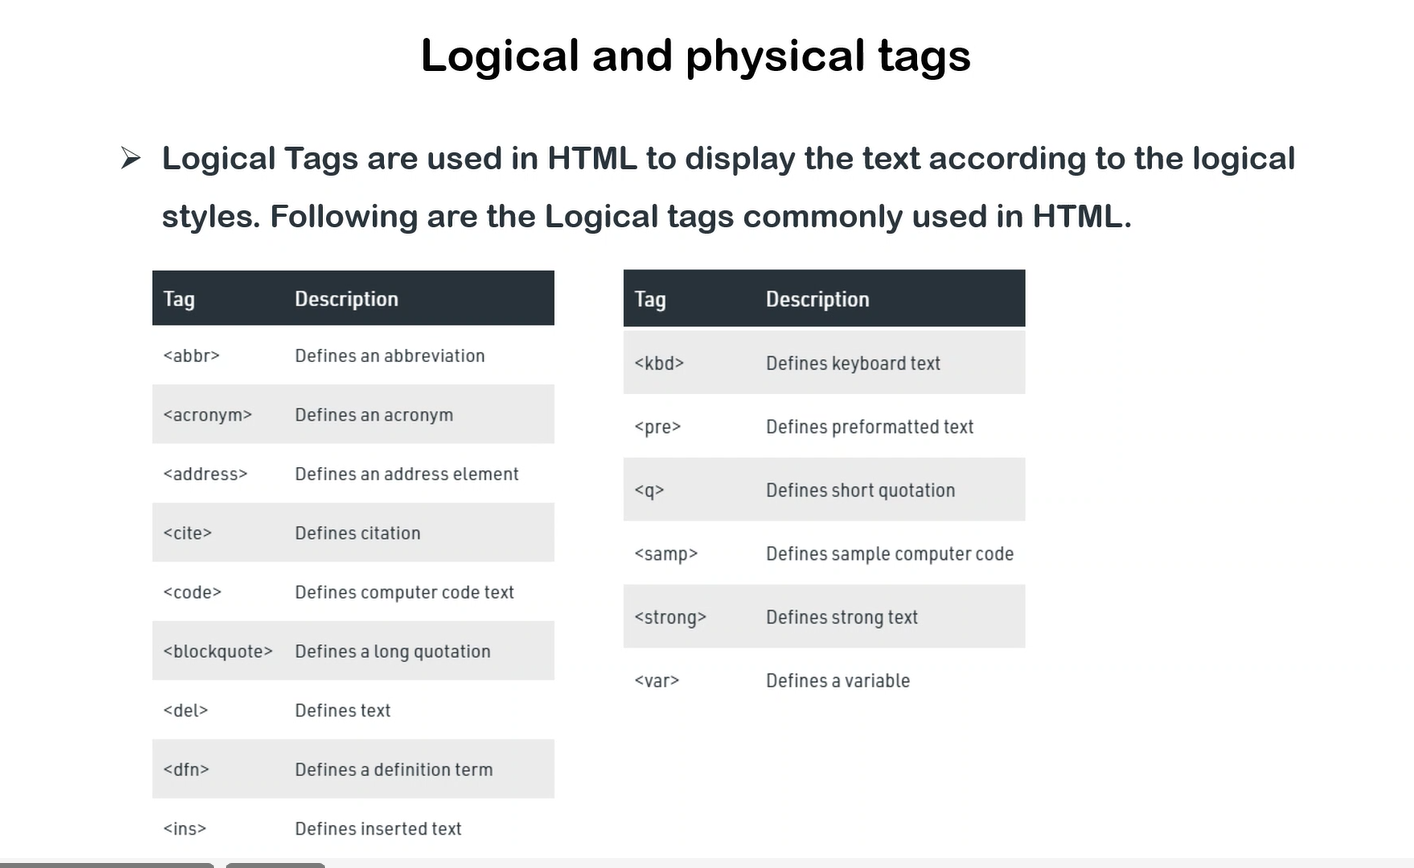 Logical and physical tags
➢ Logical Tags are used in HTML to display the text according to the logical
styles. Following are the Logical tags commonly used in HTML.
Tag Description
<abbr> Defines an abbreviation
<acronym> Defines an acronym
<address> Defines an address element
<cite> Defines citation
<code> Defines computer code text
<blockquote> Defines a long quotation
<del> Defines text
<dfn> Defines a definition term
<ins> Defines inserted text
Tag Description
<kbd> Defines keyboard text
<pre> Defines preformatted text
<q> Defines short quotation
<samp> Defines sample computer code
<strong> Defines strong text
<var> Defines a variable